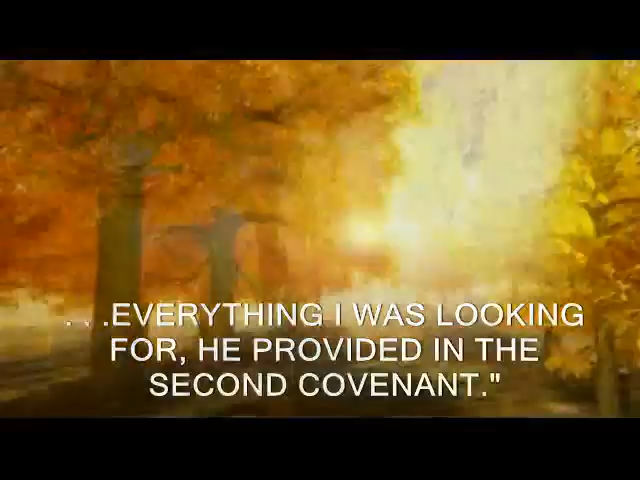 . . .EVERYTHING I WAS LOOKING
FOR, HE PROVIDED IN THE
SECOND COVENANT."